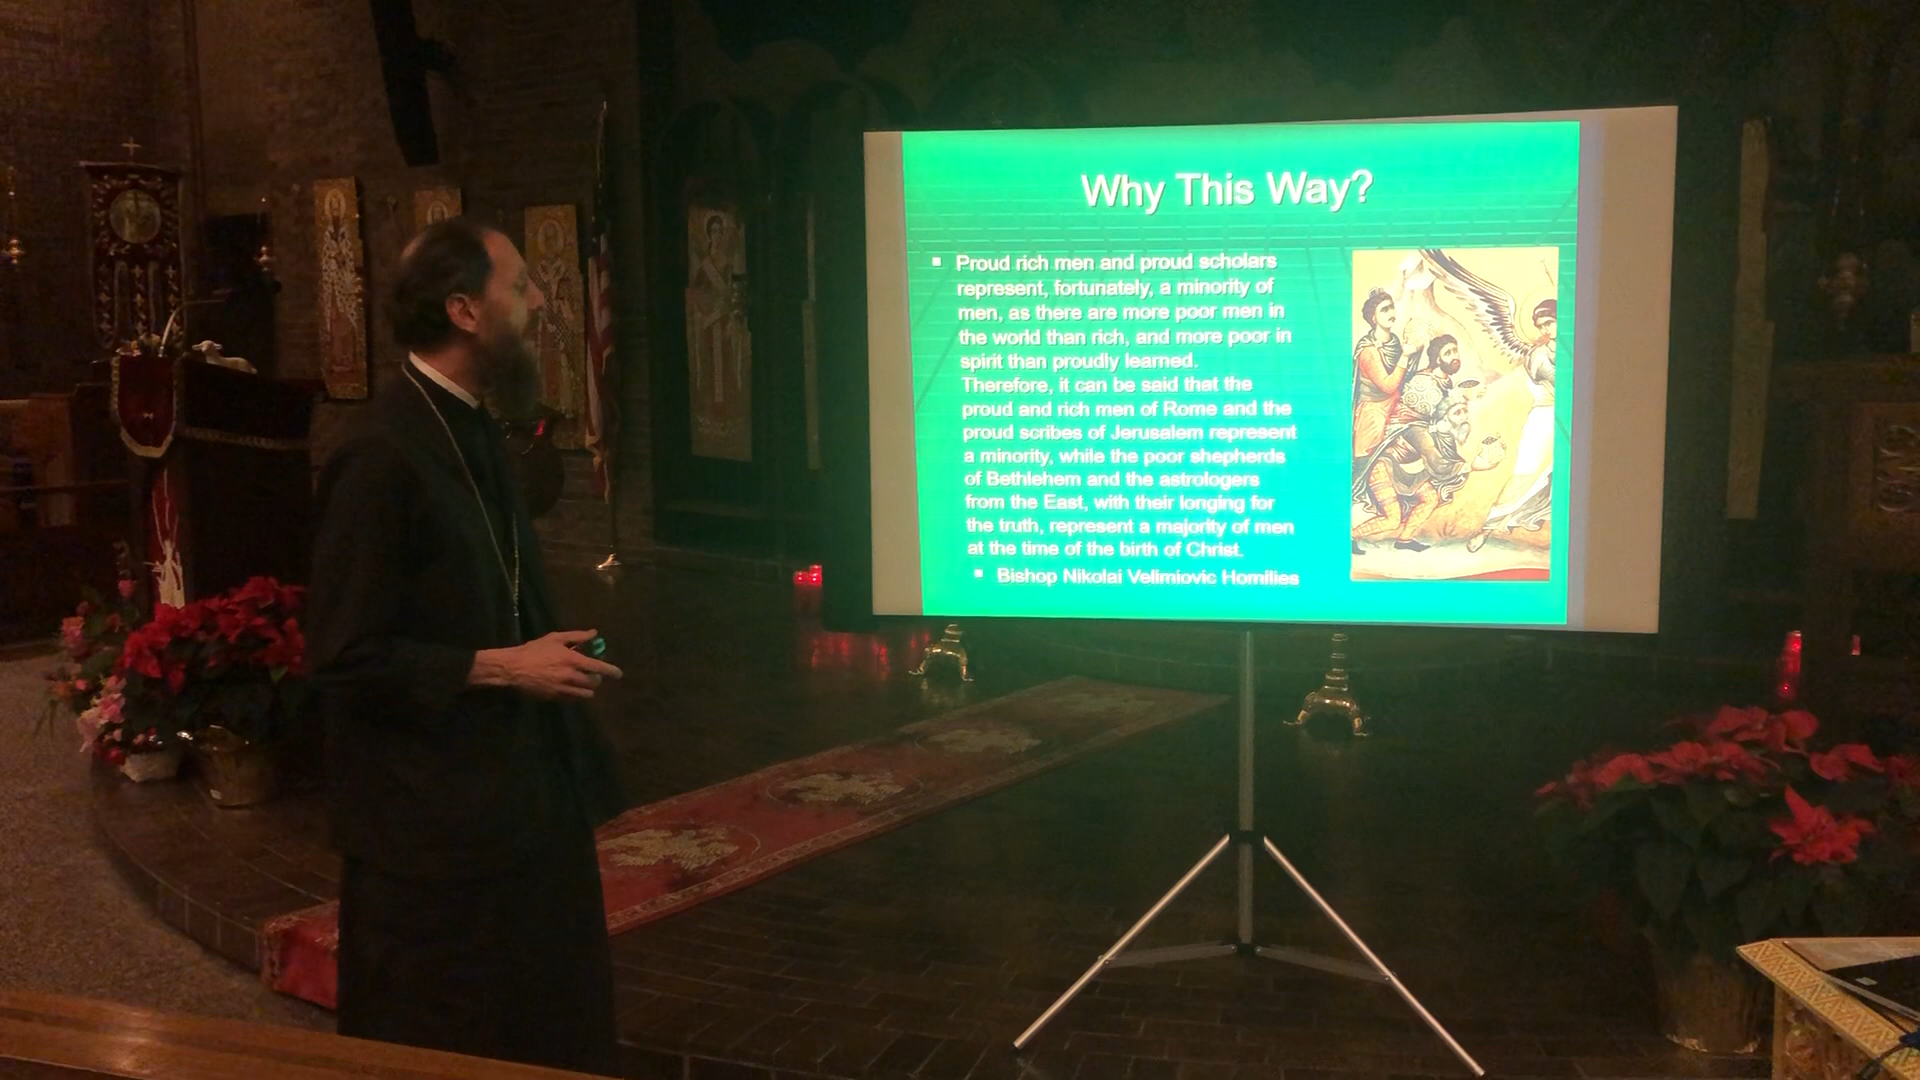 Why This Way?
Proud rich men and proud scholars
represent, fortunately, a minority of
men, as there are more poor men in
the world than rich, and more poor in
spirit than proudly learned.
Therefore, it can be said that the
proud and rich men of Rome and the
proud scribes of Jerusalem represent
a minority, while the poor shepherds
of Bethlehem and the astrologers
from the East, with their longing for
the truth, represent a majority of men
at the time of the birth of Christ.
Bishop Nikolai Velimiovic Homilies